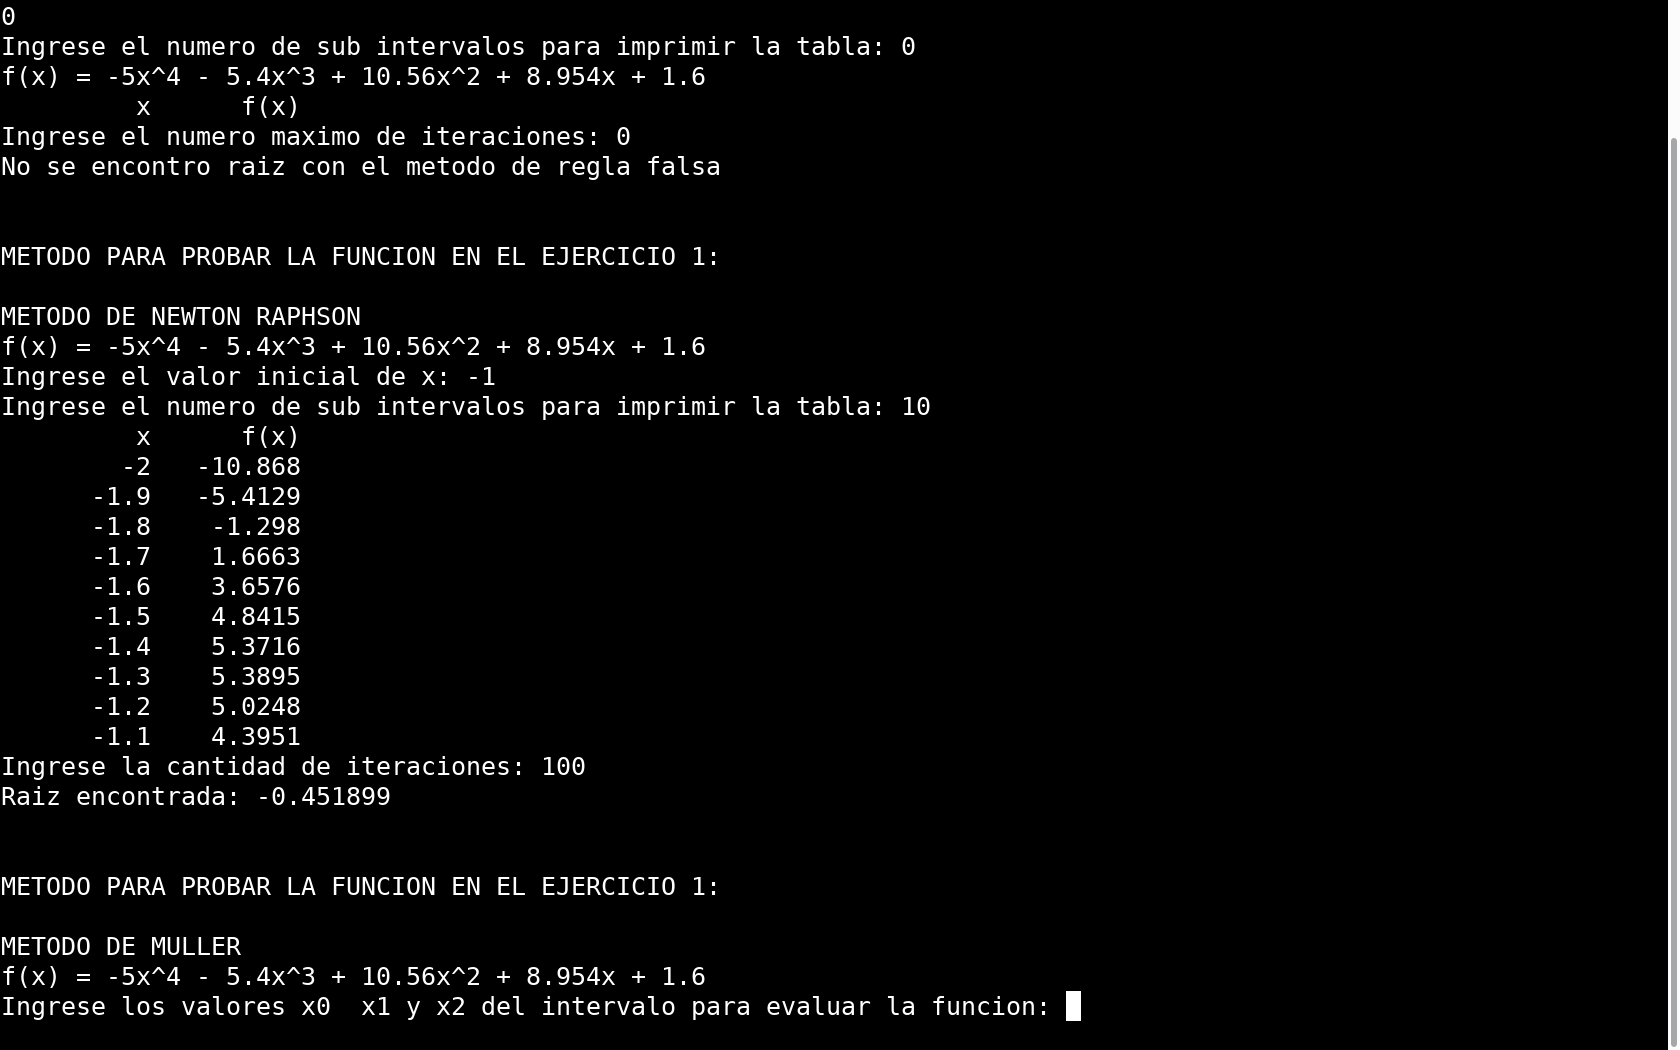 0
Ingrese el numero de sub intervalos para imprimir la tabla: 0
f(x) = -5x^4 - 5.4x^3 + 10.56x^2 + 8.954x + 1.6
x f(x)
Ingrese el numero maximo de iteraciones: 0
No se encontro raiz con el metodo de regla falsa
METODO PARA PROBAR LA FUNCION EN EL EJERCICIO 1:
METODO DE NEWTON RAPHSON
f(x) = -5x^4 - 5.4x^3 + 10.56x^2 + 8.954x + 1.6
Ingrese el valor inicial de x: -1
Ingrese el numero de sub intervalos para imprimir la tabla: 10
x f(x)
-2 -10.868
-1.9 -5.4129
-1.8 -1.298
-1.7 1.6663
-1.6 3.6576
-1.5 4.8415
-1.4 5.3716
-1.3 5.3895
-1.2 5.0248
-1.1 4.3951
Ingrese la cantidad de iteraciones: 100
Raiz encontrada: -0.451899
METODO PARA PROBAR LA FUNCION EN EL EJERCICIO 1:
METODO DE MULLER
f(x) = -5x^4 - 5.4x^3 + 10.56x^2 + 8.954x + 1.6
Ingrese los valores x0  x1 y x2 del intervalo para evaluar la funcion: